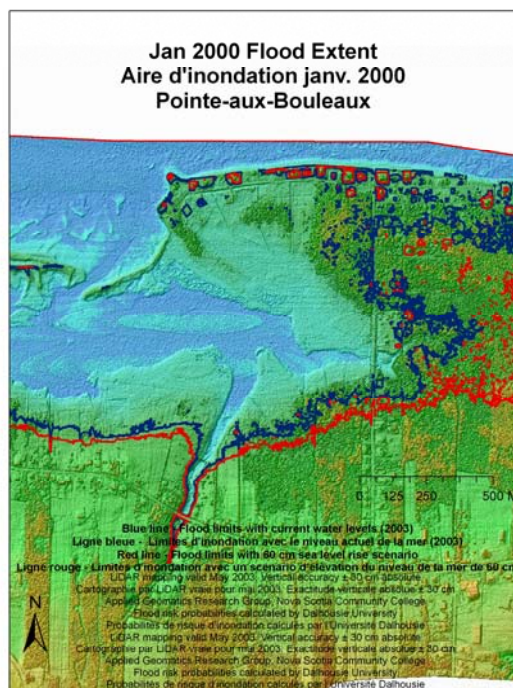 Jan 2000 Flood Extent
Aire d'inondation janv. 2000
Pointe-aux-Bouleaux
0 125 250 500 M
Blue line - Flood limits with current water levels (2003)
Ligne bleue - Limites d'inondation avec le niveau actuel de la mer (2003)
Red line - Flood limits with 60 cm sea level rise scenario
Ligne rouge - Limites d'inondation avec un scénario d'élévation du niveau de la mer de 60 cm
LiDAR mapping valid May 2003. Vertical accuracy ± 30 cm absolute
Cartographie par LiDAR vraie pour mai 2003. Exactitude verticale absolue ± 30 cm
Applied Geomatics Research Group, Nova Scotia Community College
Flood risk probabilities calculated by Dalhousie University
Probabilités de risque d'inondation calculés par l'Université Dalhousie
N
LiDAR mapping valid May 2003. Vertical accuracy ± 30 cm absolute
Cartographie par LiDAR vraie pour mai 2003. Exactitude verticale absolue ± 30 cm
Applied Geomatics Research Group, Nova Scotia Community College
Flood risk probabilities calculated by Dalhousie University
Probabilités de risque d'inondation calculés par l'Université Dalhousie